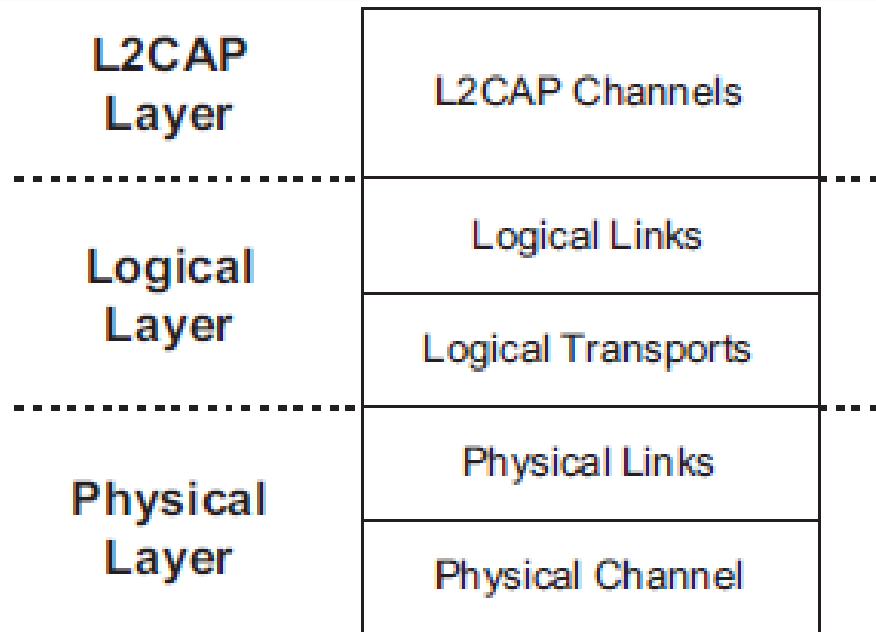 L2CAP
Layer
L2CAP Channels
Logical
Layer
Logical Links
Logical Transports
Physical
Layer
Physical Links
Physical Channel